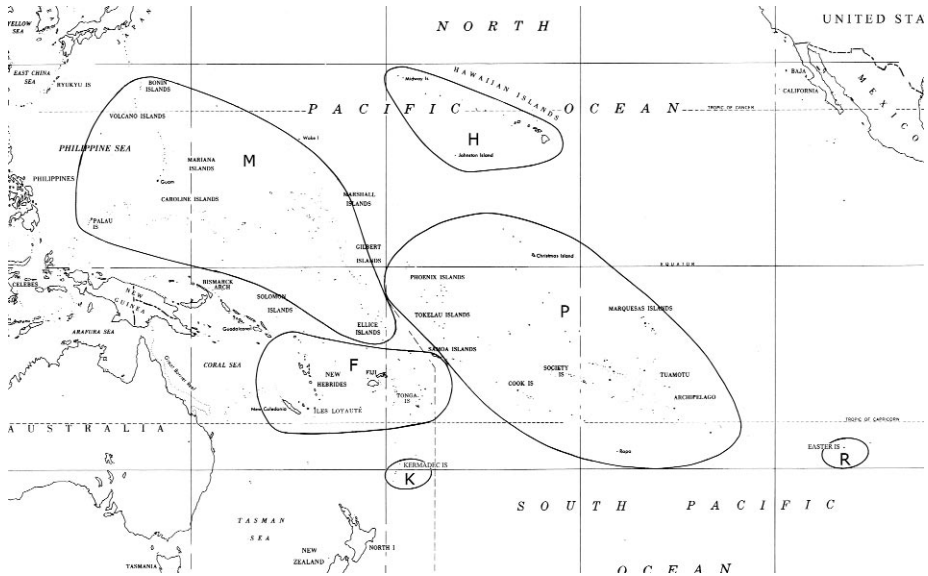 NORTH
UNITED STA
YELLOW
SEA
JAPAN
EAST CHINA
SEA
RYUKYU IS
BONIN
ISLANDS
VOLCANO ISLANDS
Midway Is.
HAWAIIAN ISLANDS
BAJA
CALIFORNIA
MEXICO
PACIFIC OCEAN
TROPIC OF CANCER
PHILIPPINE SEA
M
Wake I
H
Johnston Island
MARIANA
ISLANDS
PHILIPPINES
Guam
CAROLINE ISLANDS
MARSHALL
ISLANDS
PALAU
IS
GILBERT
ISLANDS
Christmas Island
EQUATOR
CELEBES
BISMARCK
ARCH
NEW
GUINEA
SOLOMON
ISLANDS
PHOENIX ISLANDS
P
MARQUESAS ISLANDS
ARAFURA SEA
Guadalcanal
ELLICE
ISLANDS
TOKELAU ISLANDS
SAMOA ISLANDS
Great Barrier Reef
CORAL SEA
F
NEW
HEBRIDES
FIJI
TONGA
IS
COOK IS
SOCIETY
IS
TUAMOTU
ARCHIPELAGO
New Caledonia
ÎLES LOYAUTÉ
TROPIC OF CAPRICORN
AUSTRALIA
Rapa
EASTER IS
R
KERMADEC IS
K
SOUTH PACIFIC
TASMAN
SEA
NEW
ZEALAND
NORTH I
TASMANIA
OCEAN